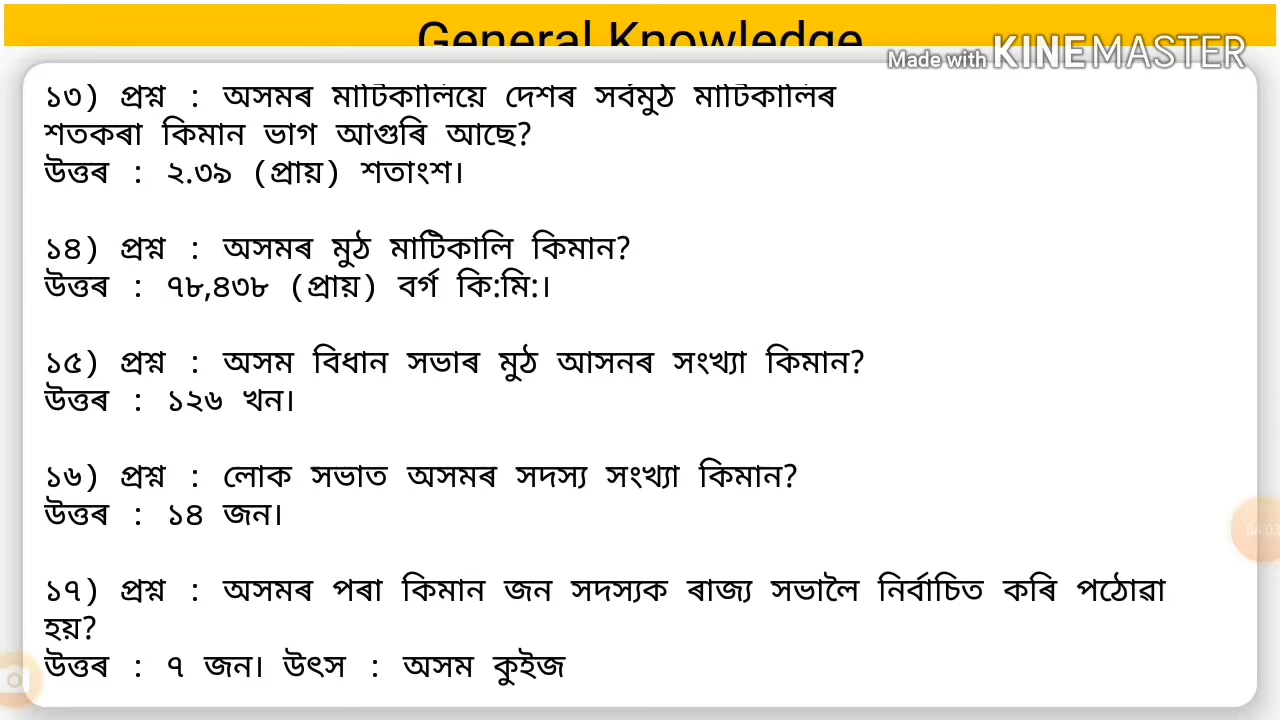 General Knowledge
Made with KINEMASTER
১৩) প্ৰশ্ন : অসমৰ মাটিকালিয়ে দেশৰ সৰ্বমুঠ মাটিকালিৰ
শতকৰা কিমান ভাগ আগুৰি আছে?
উত্তৰ : ২.৩৯ (প্ৰায়) শতাংশ।
১৪) প্ৰশ্ন : অসমৰ মুঠ মাটিকালি কিমান?
উত্তৰ : ৭৮,৪৩৮ (প্ৰায়) বৰ্গ কি:মি:।
১৫) প্ৰশ্ন : অসম বিধান সভাৰ মুঠ আসনৰ সংখ্যা কিমান?
উত্তৰ : ১২৬ খন।
১৬) প্ৰশ্ন : লোক সভাত অসমৰ সদস্য সংখ্যা কিমান?
উত্তৰ : ১৪ জন।
04:03
১৭) প্ৰশ্ন : অসমৰ পৰা কিমান জন সদস্যক ৰাজ্য সভালৈ নিৰ্বাচিত কৰি পঠোৱা
হয়?
উত্তৰ : ৭ জন। উৎস : অসম কুইজ